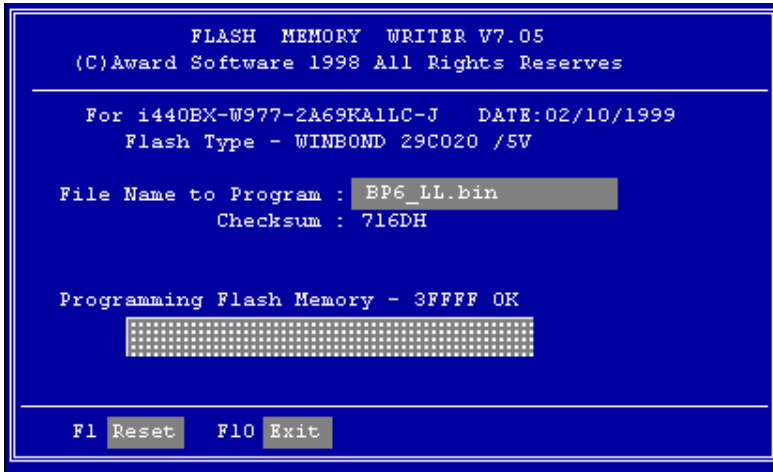 FLASH MEMORY WRITER V7.05
(C)Award Software 1998 All Rights Reserves
For i440BX-W977-2A69KA1LC-J DATE:02/10/1999
Flash Type - WINBOND 29C020 /5V
File Name to Program : BP6_LL.bin
Checksum : 716DH
Programming Flash Memory - 3FFFF OK
F1 Reset F10 Exit